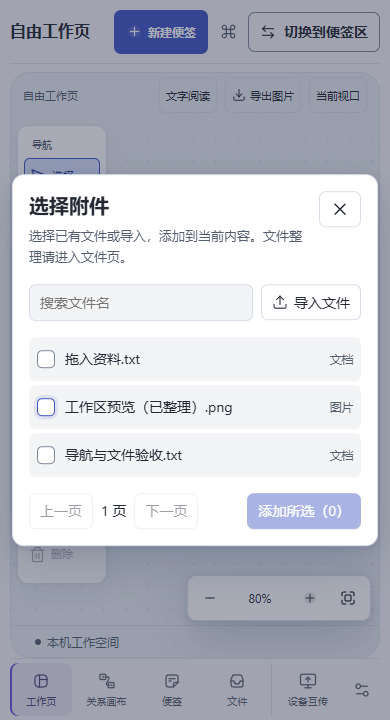 自由工作页
新建便签
切换到便签区
自由工作页
文字阅读
导出图片
当前视口
导航
选择附件
选择已有文件或导入，添加到当前内容。文件整
理请进入文件页。
搜索文件名
导入文件
拖入资料.txt
文档
工作区预览（已整理）.png
图片
导航与文件验收.txt
文档
上一页
1 页
下一页
添加所选（0）
删除
80%
本机工作空间
工作页
关系画布
便签
文件
设备互传